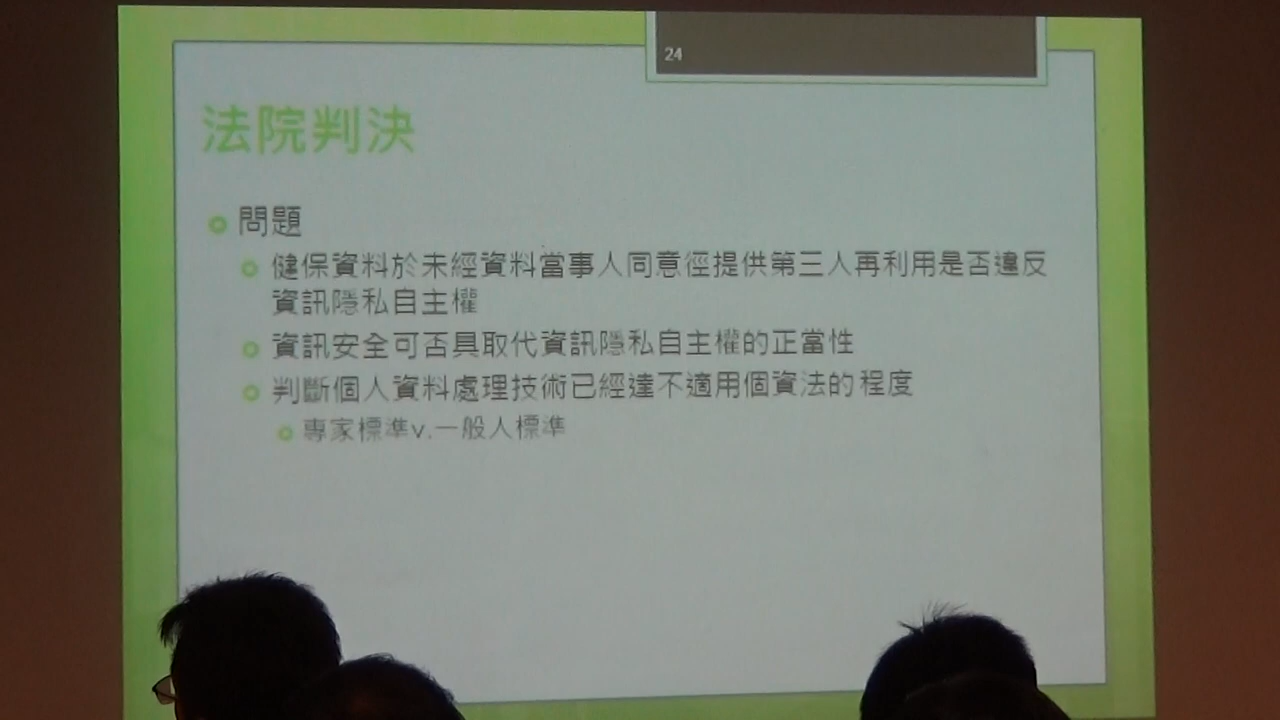 24
法院判決
問題
健保資料於未經資料當事人同意徑提供第三人再利用是否違反
資訊隱私自主權
資訊安全可否具取代資訊隱私自主權的正當性
判斷個人資料處理技術已經達不適用個資法的程度
專家標準v.一般人標準